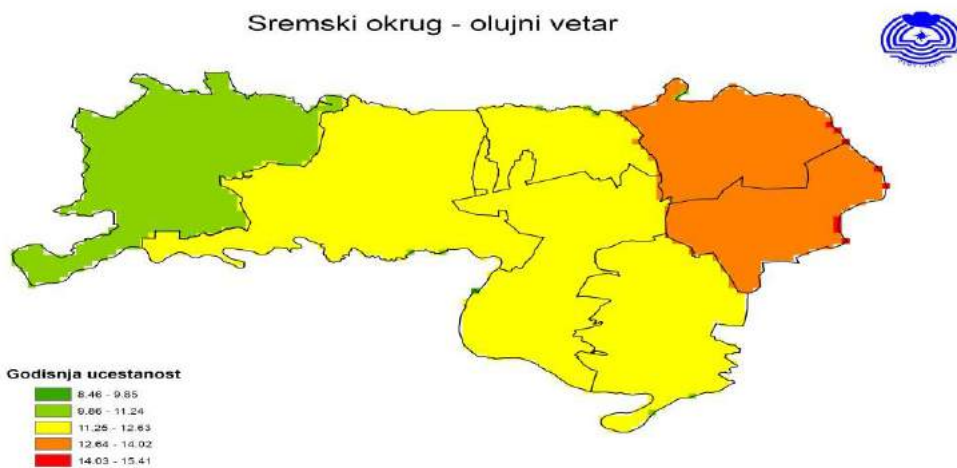 Sremski okrug - olujni vetar
Godisnja ucestanost
8.46 - 9.85
9.86 - 11.24
11.25 - 12.63
12.64 - 14.02
14.03 - 15.41